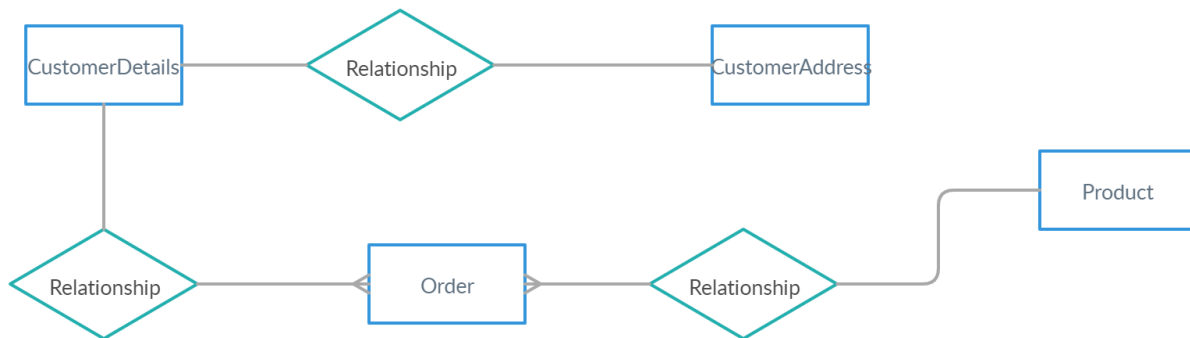 CustomerDetails
Relationship
CustomerAddress
Product
Relationship
Order
Relationship